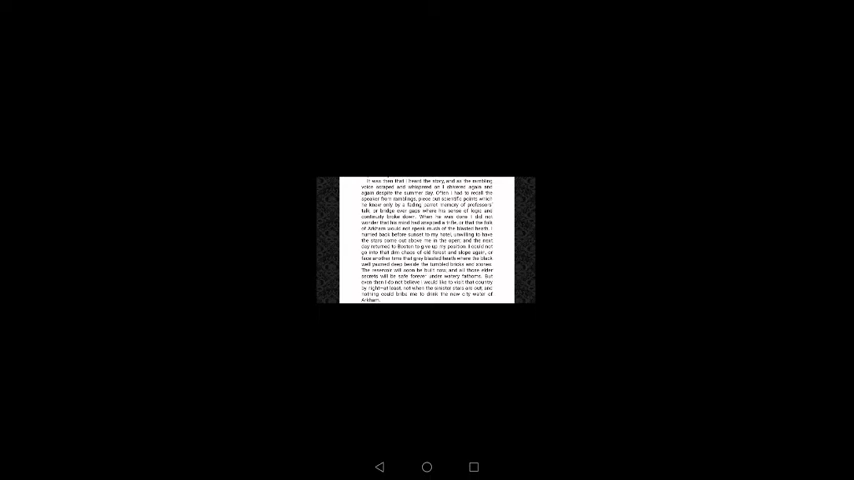 It was then that I heard the story, and as the rambling
voice scraped and whispered on I shivered again and
again despite the summer day. Often I had to recall the
speaker from ramblings, piece out scientific points which
he knew only by a fading parrot memory of professors'
talk, or bridge over gaps where his sense of logic and
continuity broke down. When he was done I did not
wonder that his mind had snapped a trifle, or that the folk
of Arkham would not speak much of the blasted heath. I
hurried back before sunset to my hotel, unwilling to have
the stars come out above me in the open; and the next
day returned to Boston to give up my position. I could not
go into that dim chaos of old forest and slope again, or
face another time that grey blasted heath where the black
well yawned deep beside the tumbled bricks and stones.
The reservoir will soon be built now, and all those elder
secrets will be safe forever under watery fathoms. But
even then I do not believe I would like to visit that country
by night—at least, not when the sinister stars are out; and
nothing could bribe me to drink the new city water of
Arkham.